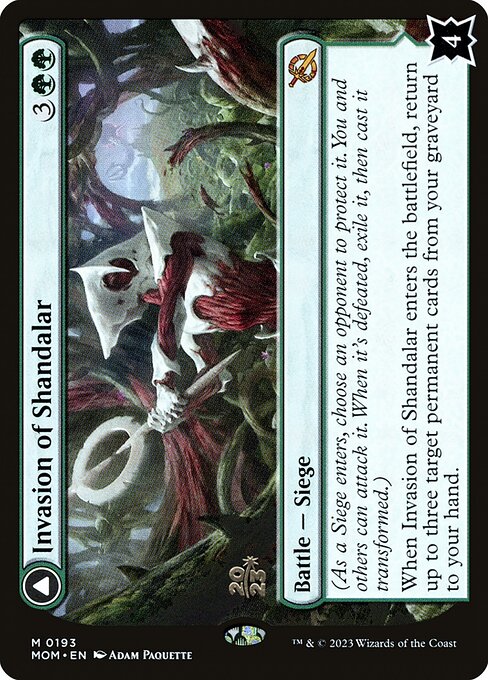 Invasion of Shandalar
3
Battle — Siege
(As a Siege enters, choose an opponent to protect it. You and
others can attack it. When it's defeated, exile it, then cast it
transformed.)
When Invasion of Shandalar enters the battlefield, return
up to three target permanent cards from your graveyard
to your hand.
4
2023
M 0193
MOM • EN Adam Paquette
™ & © 2023 Wizards of the Coast